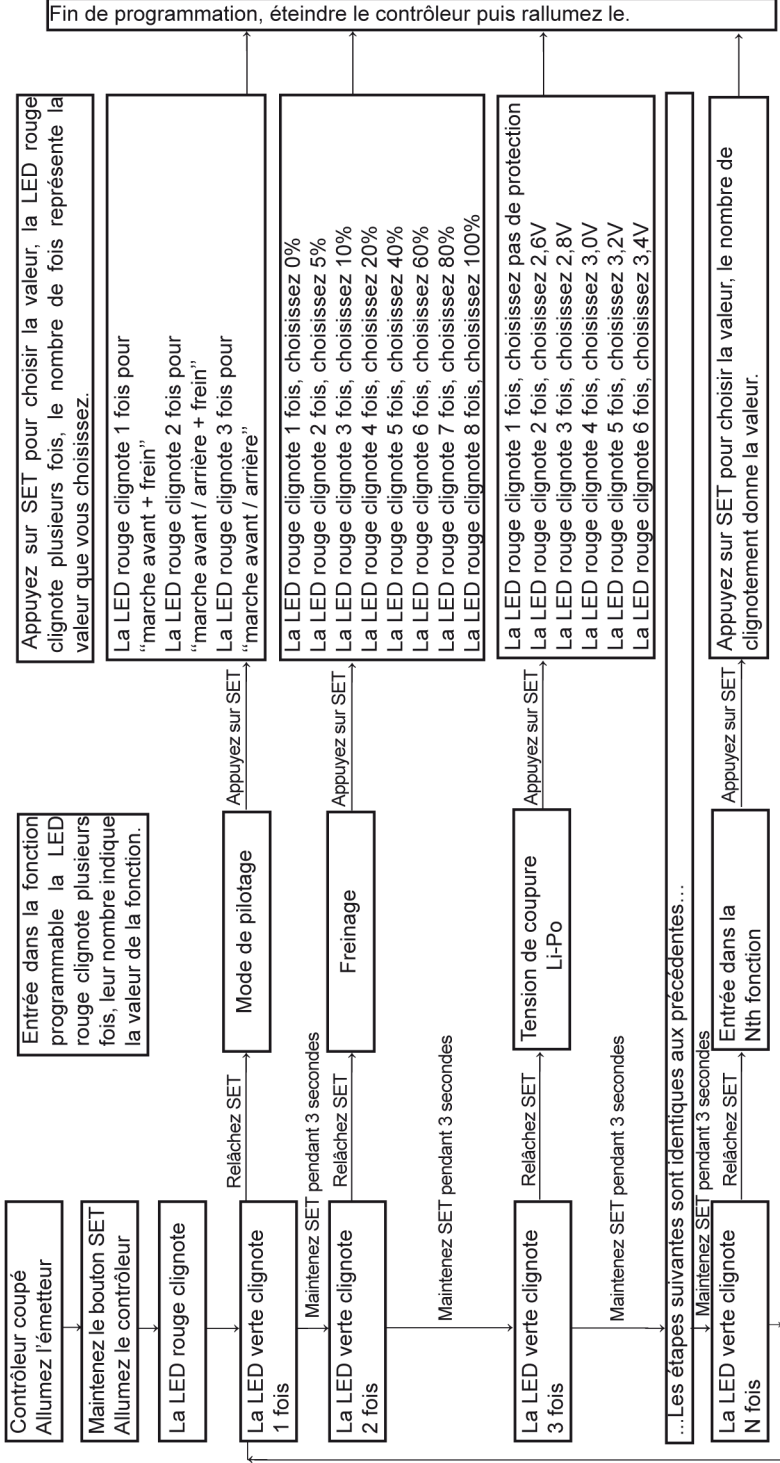 Contrôleur coupé
Allumez l'émetteur
Maintenez le bouton SET
Allumez le contrôleur
La LED rouge clignote
Entrée dans la fonction
programmable la LED
rouge clignote plusieurs
fois, leur nombre indique
la valeur de la fonction.
Appuyez sur SET pour choisir la valeur, la LED rouge
clignote plusieurs fois, le nombre de fois représente la
valeur que vous choisissez.
La LED verte clignote
1 fois
Relâchez SET
Mode de pilotage
Appuyez sur SET
La LED rouge clignote 1 fois pour
“marche avant + frein”
La LED rouge clignote 2 fois pour
“marche avant / arrière + frein”
La LED rouge clignote 3 fois pour
“marche avant / arrière”
Maintenez SET pendant 3 secondes
La LED verte clignote
2 fois
Relâchez SET
Freinage
Appuyez sur SET
La LED rouge clignote 1 fois, choisissez 0%
La LED rouge clignote 2 fois, choisissez 5%
La LED rouge clignote 3 fois, choisissez 10%
La LED rouge clignote 4 fois, choisissez 20%
La LED rouge clignote 5 fois, choisissez 40%
La LED rouge clignote 6 fois, choisissez 60%
La LED rouge clignote 7 fois, choisissez 80%
La LED rouge clignote 8 fois, choisissez 100%
Maintenez SET pendant 3 secondes
La LED verte clignote
3 fois
Relâchez SET
Tension de coupure
Li-Po
Appuyez sur SET
La LED rouge clignote 1 fois, choisissez pas de protection
La LED rouge clignote 2 fois, choisissez 2,6V
La LED rouge clignote 3 fois, choisissez 2,8V
La LED rouge clignote 4 fois, choisissez 3,0V
La LED rouge clignote 5 fois, choisissez 3,2V
La LED rouge clignote 6 fois, choisissez 3,4V
Maintenez SET pendant 3 secondes
...Les étapes suivantes sont identiques aux précédentes...
Maintenez SET pendant 3 secondes
La LED verte clignote
N fois
Relâchez SET
Entrée dans la
Nth fonction
Appuyez sur SET
Appuyez sur SET pour choisir la valeur, le nombre de
clignotement donne la valeur.
Fin de programmation, éteindre le contrôleur puis rallumez le.